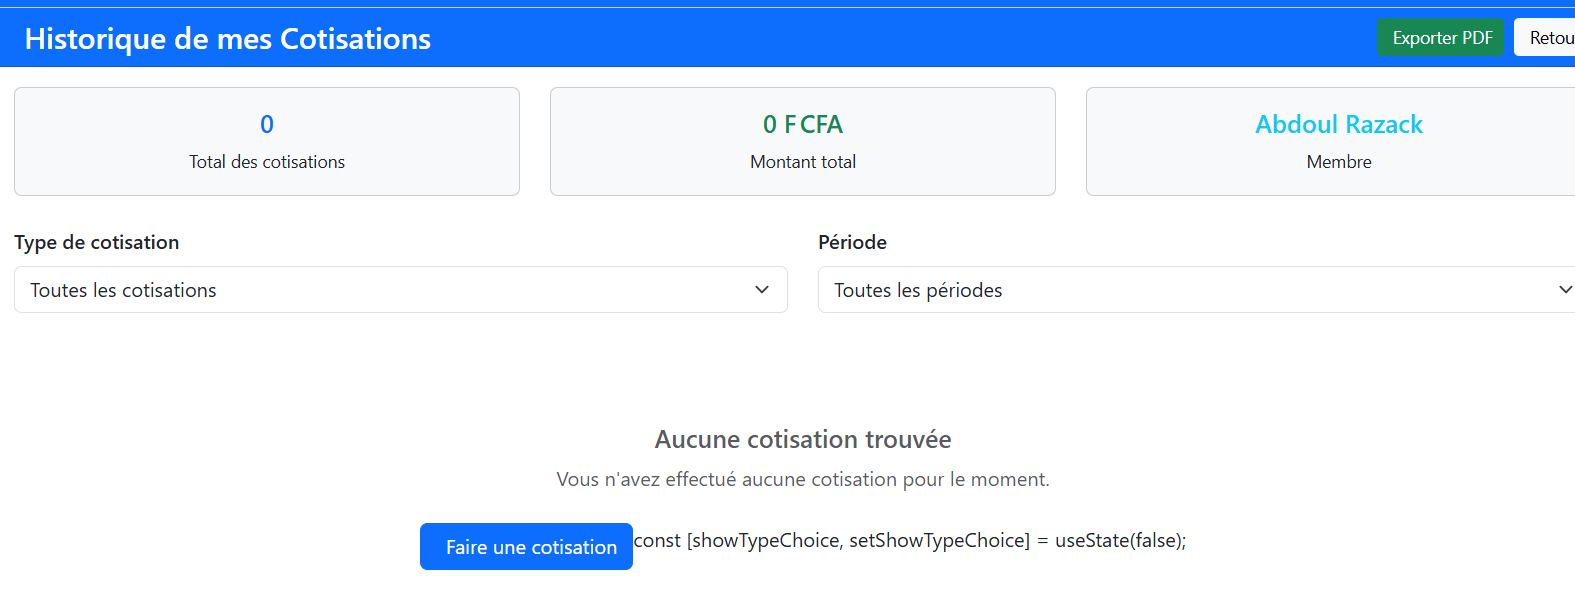 Historique de mes Cotisations
Exporter PDF
Retou
0
Total des cotisations
0 F CFA
Montant total
Abdoul Razack
Membre
Type de cotisation
Période
Toutes les cotisations
Toutes les périodes
Aucune cotisation trouvée
Vous n'avez effectué aucune cotisation pour le moment.
Faire une cotisation
const [showTypeChoice, setShowTypeChoice] = useState(false);